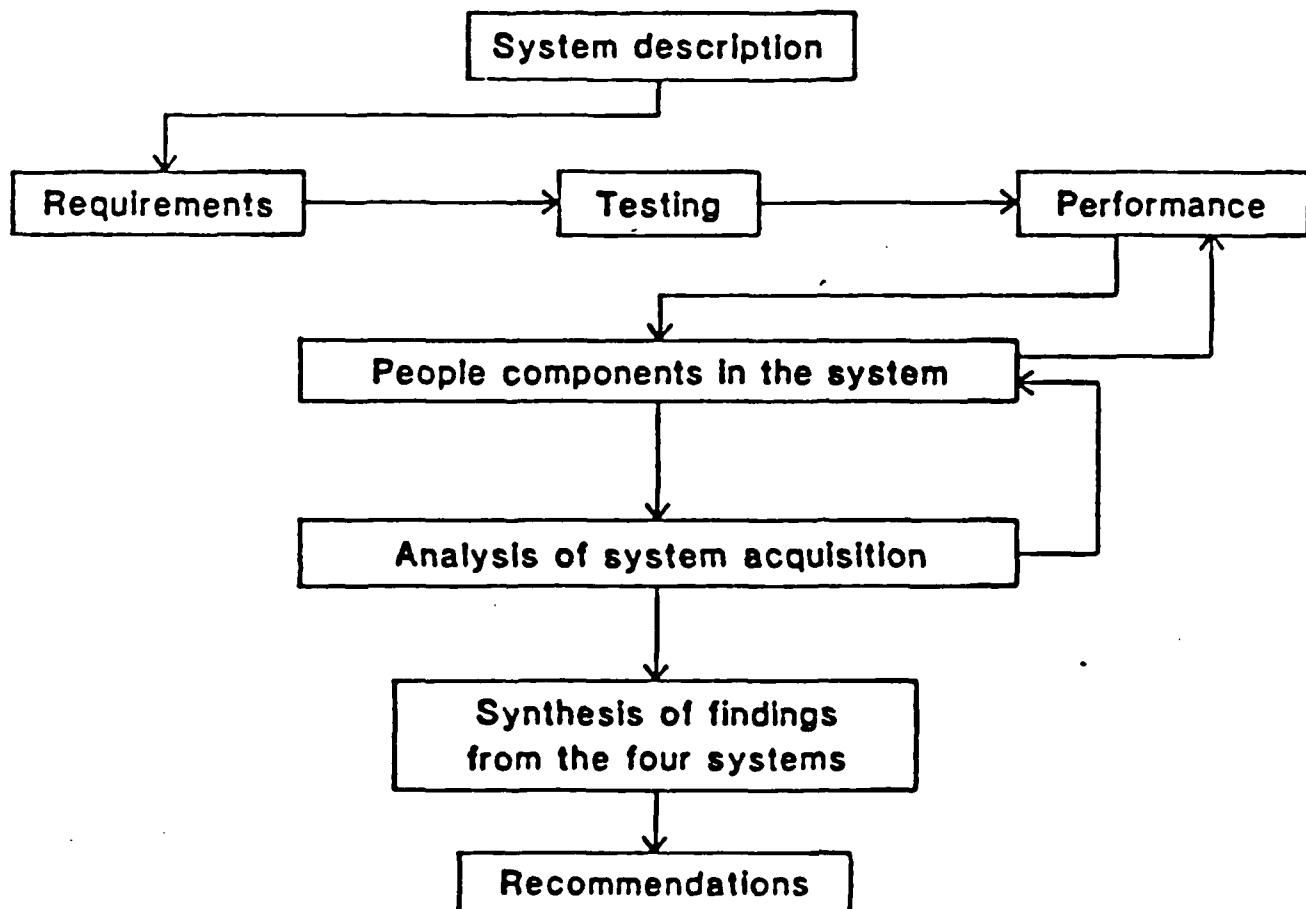 System description
Requirements
Testing
Performance
People components in the system
Analysis of system acquisition
Synthesis of findings
from the four systems
Recommendations